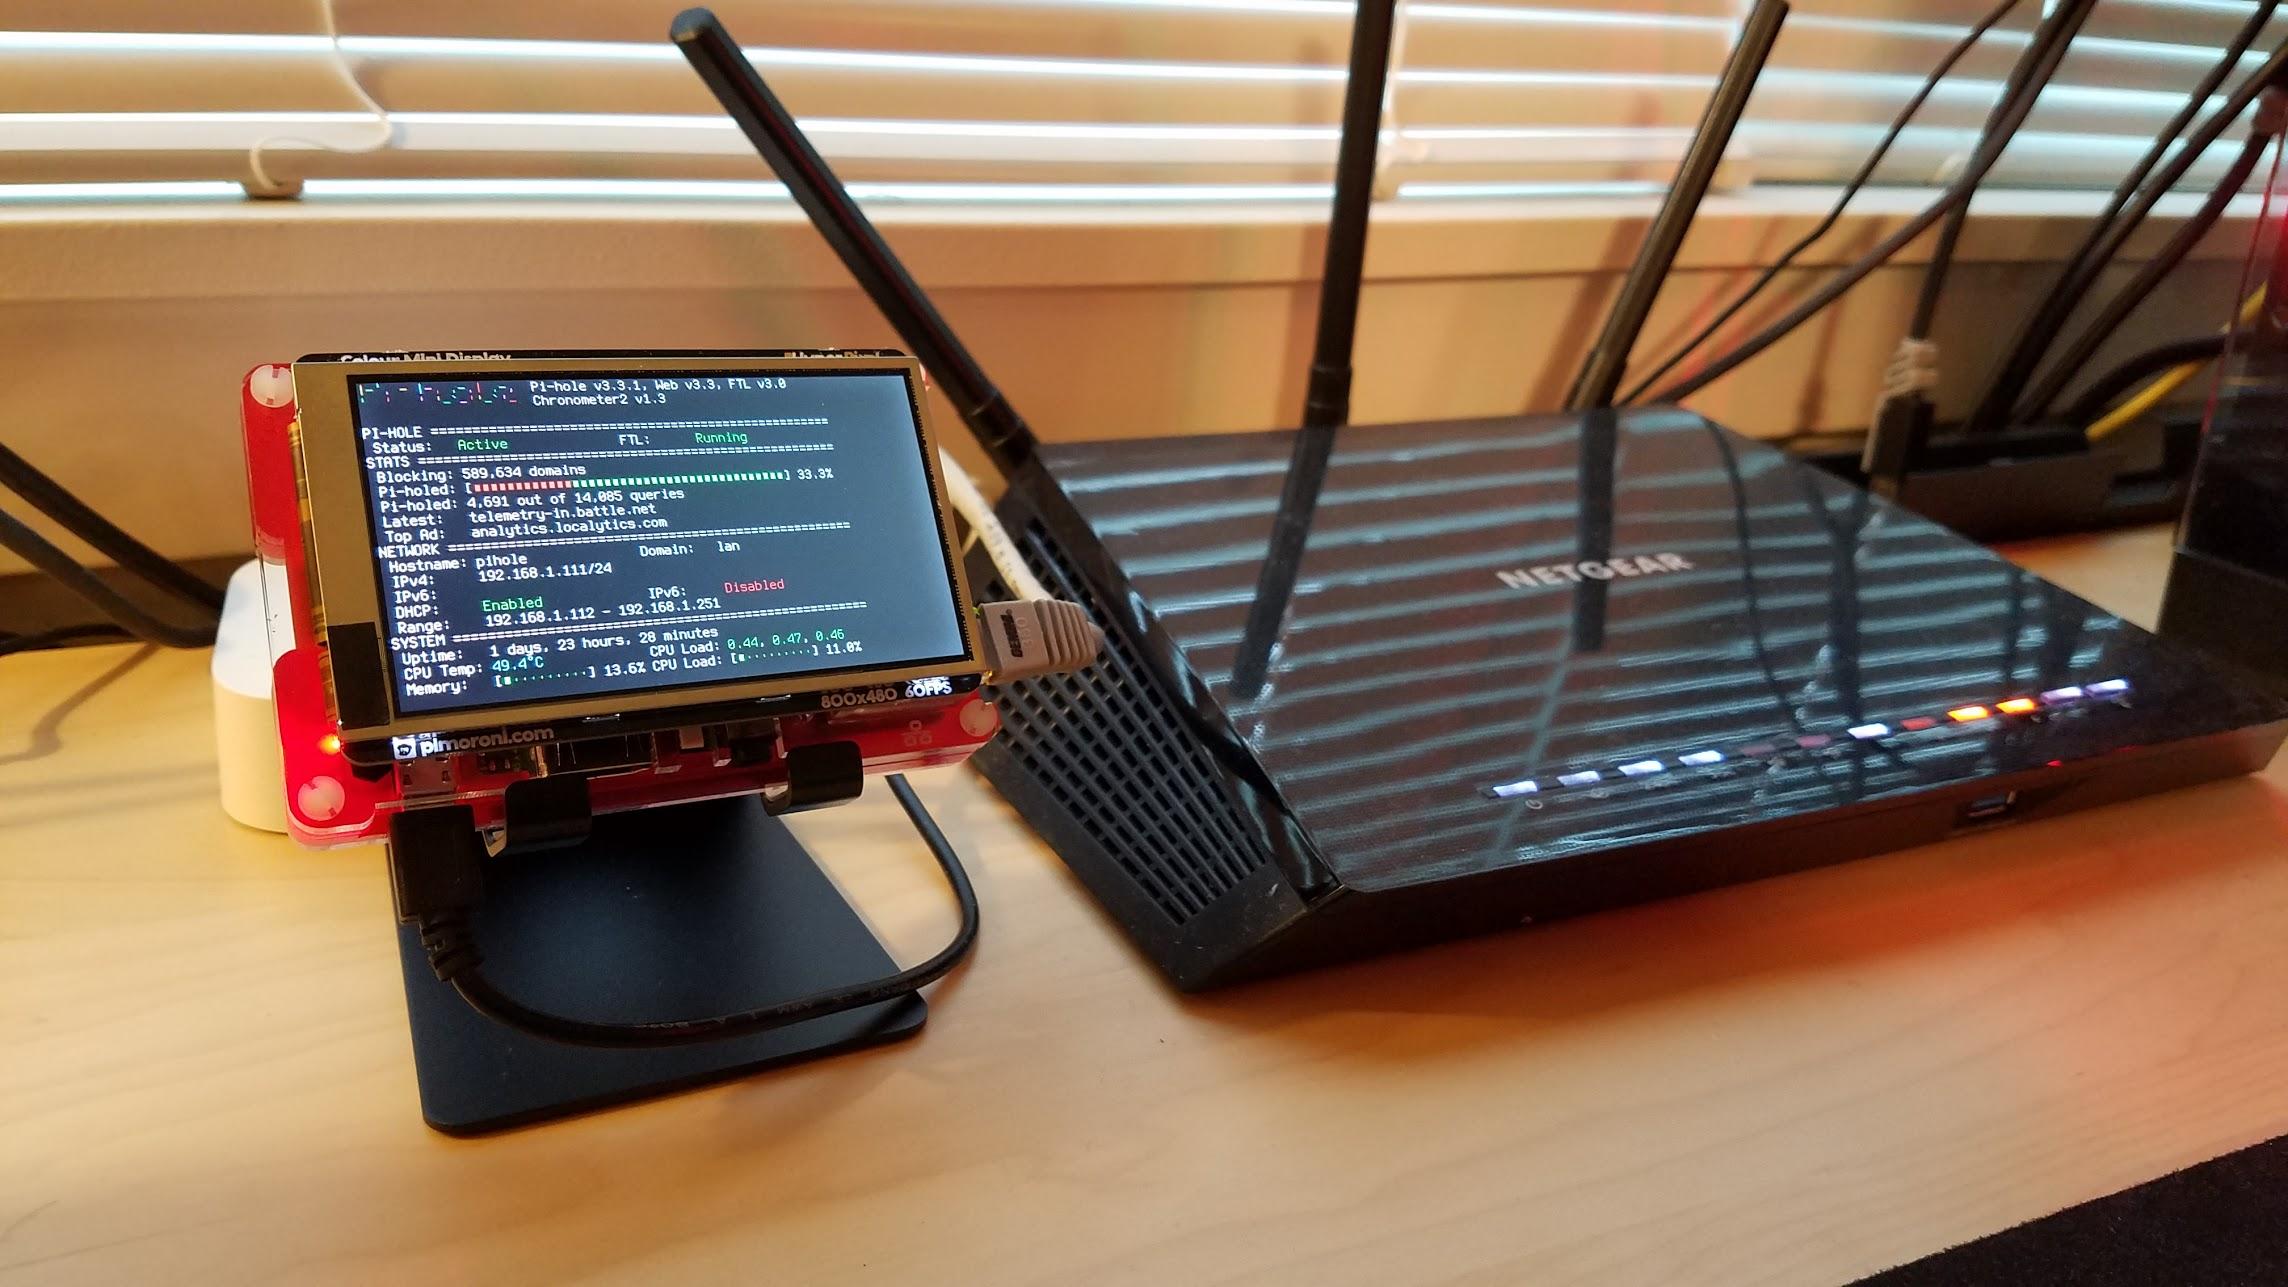 Colour Mini Display HyperPixel
Pi-hole v3.3.1, Web v3.3, FTL v3.0
Chronometer2 v1.3
PI-HOLE ==================================================
Status: Active FTL: Running
STATS ====================================================
Blocking: 589,634 domains
Pi-holed: [ ] 33.3%
Pi-holed: 4,691 out of 14,085 queries
Latest: telemetry-in.battle.net
Top Ad: analytics.localytics.com
NETWORK ==================================================
Hostname: pihole Domain: lan
IPv4: 192.168.1.111/24
IPv6: IPv6: Disabled
DHCP: Enabled
Range: 192.168.1.112 - 192.168.1.251
SYSTEM ===================================================
Uptime: 1 days, 23 hours, 28 minutes
CPU Temp: 49.4°C CPU Load: 0.44, 0.47, 0.46
Memory: [ ] 13.6% CPU Load: [ ] 11.0%
800x480 60FPS
pimoroni.com
NETGEAR